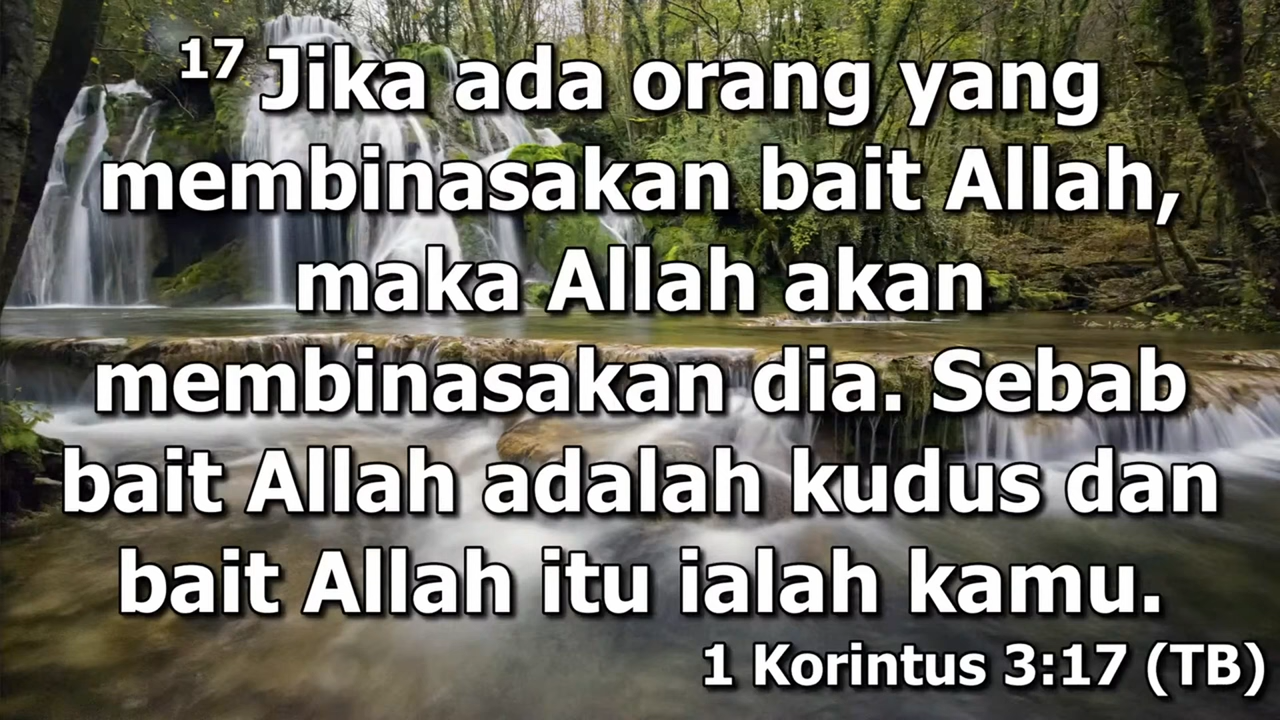 17 Jika ada orang yang
membinasakan bait Allah,
maka Allah akan
membinasakan dia. Sebab
bait Allah adalah kudus dan
bait Allah itu ialah kamu.
1 Korintus 3:17 (TB)